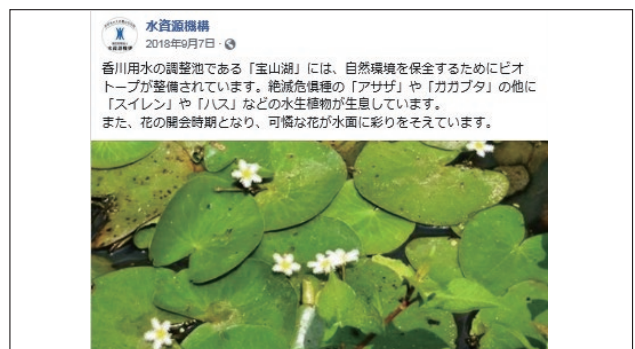 水資源機構
2018年9月7日・
香川用水の調整池である「宝山湖」には、自然環境を保全するためにビオ
トープが整備されています。絶滅危惧種の「アサザ」や「ガガブタ」の他に
「スイレン」や「ハス」などの水生植物が生息しています。
また、花の開会時期となり、可憐な花が水面に彩りをそえています。